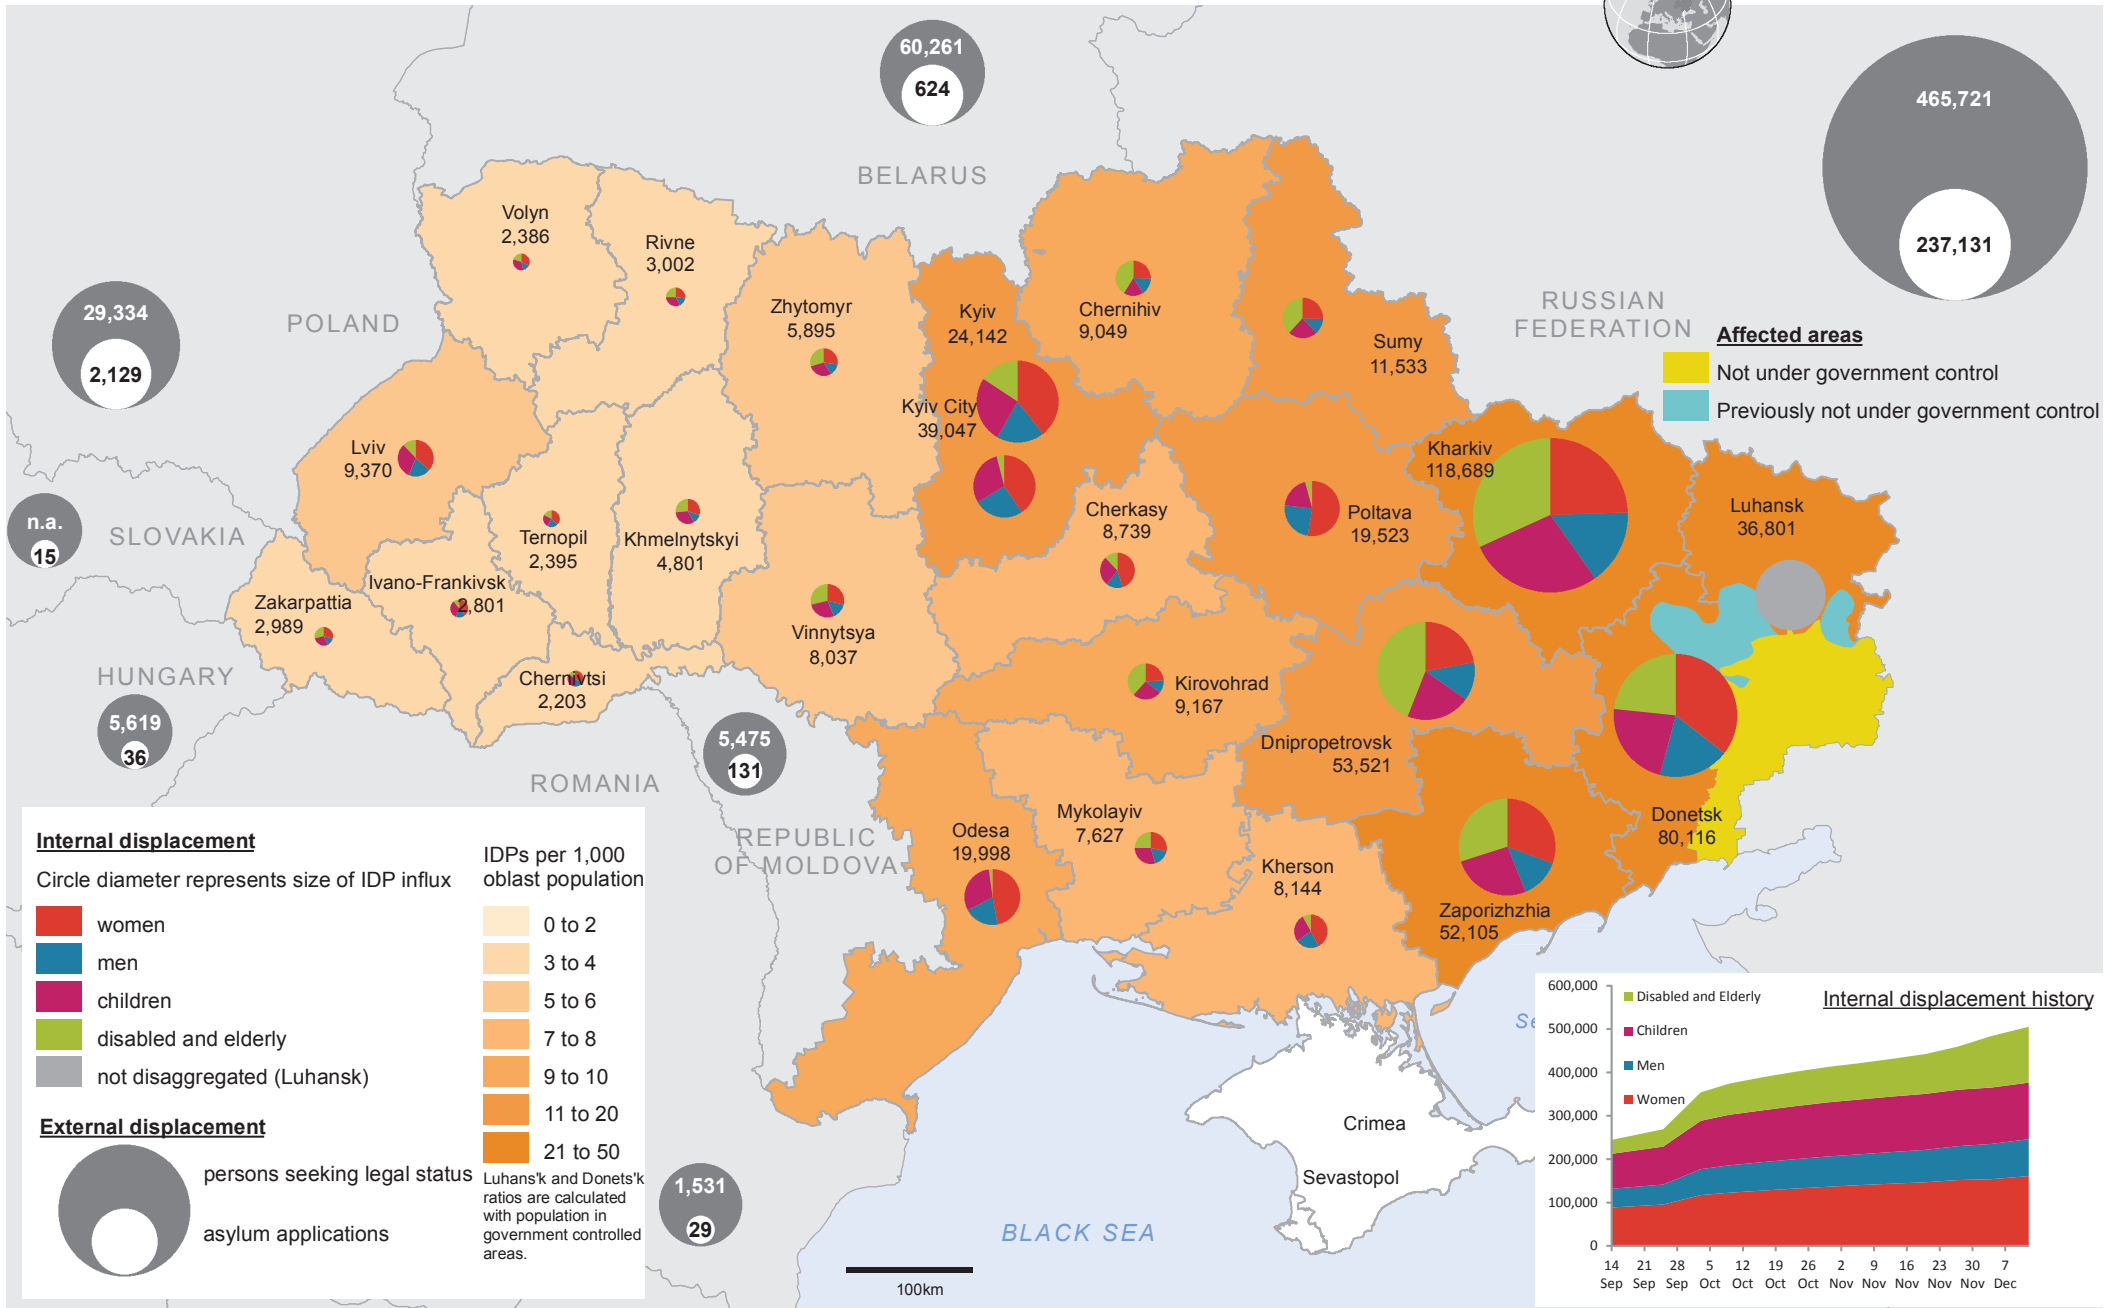 60,261
624
BELARUS
465,721
237,131
RUSSIAN
FEDERATION
Affected areas
Not under government control
Previously not under government control
POLAND
29,334
2,129
n.a.
15
SLOVAKIA
HUNGARY
5,619
36
ROMANIA
5,475
131
REPUBLIC
OF MOLDOVA
1,531
29
Volyn
2,386
Rivne
3,002
Zhytomyr
5,895
Kyiv
24,142
Kyiv City
39,047
Chernihiv
9,049
Sumy
11,533
Lviv
9,370
Ternopil
2,395
Khmelnytskyi
4,801
Ivano-Frankivsk
2,801
Zakarpattia
2,989
Chernivtsi
2,203
Vinnytsya
8,037
Cherkasy
8,739
Poltava
19,523
Kharkiv
118,689
Luhansk
36,801
Kirovohrad
9,167
Dnipropetrovsk
53,521
Donetsk
80,116
Zaporizhzhia
52,105
Odesa
19,998
Mykolayiv
7,627
Kherson
8,144
Crimea
Sevastopol
BLACK SEA
Se
100km
Internal displacement
Circle diameter represents size of IDP influx
women
men
children
disabled and elderly
not disaggregated (Luhansk)
External displacement
persons seeking legal status
asylum applications
IDPs per 1,000
oblast population
0 to 2
3 to 4
5 to 6
7 to 8
9 to 10
11 to 20
21 to 50
Luhans'k and Donets'k
ratios are calculated
with population in
government controlled
areas.
Internal displacement history
Disabled and Elderly
Children
Men
Women
600,000
500,000
400,000
300,000
200,000
100,000
0
14 21 28 5 12 19 26 2 9 16 23 30 7
Sep Sep Sep Oct Oct Oct Oct Nov Nov Nov Nov Nov Dec